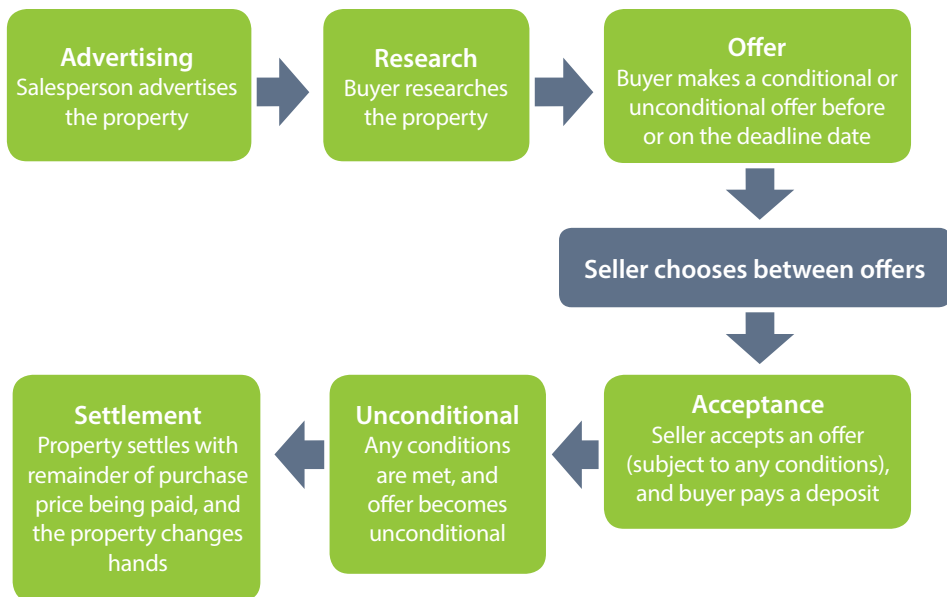 Advertising
Salesperson advertises
the property
Research
Buyer researches
the property
Offer
Buyer makes a conditional or
unconditional offer before
or on the deadline date
Seller chooses between offers
Acceptance
Seller accepts an offer
(subject to any conditions),
and buyer pays a deposit
Unconditional
Any conditions
are met, and
offer becomes
unconditional
Settlement
Property settles with
remainder of purchase
price being paid, and
the property changes
hands